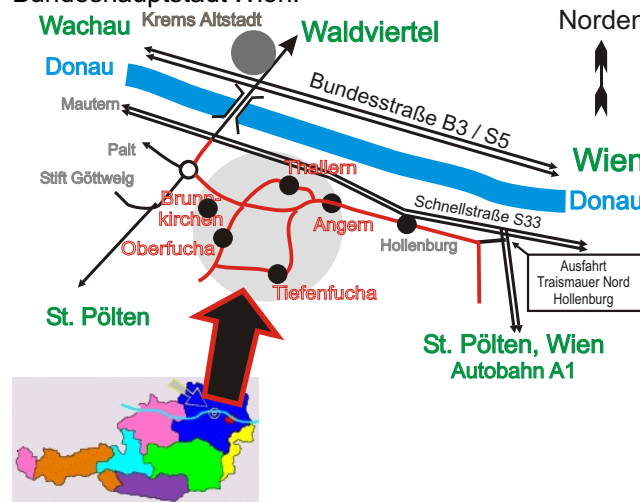 Bundeshauptstadt Wien.
Krems Altstadt
Norden
Wachau
Waldviertel
Donau
Bundesstraße B3 / S5
Mautern
Palt
Wien
Thallern
Stift Göttweig
Brunn-
kirchen
Schnellstraße S33
Donau
Angern
Oberfucha
Hollenburg
Ausfahrt
Traismauer Nord
Hollenburg
Tiefenfucha
St. Pölten
St. Pölten, Wien
Autobahn A1